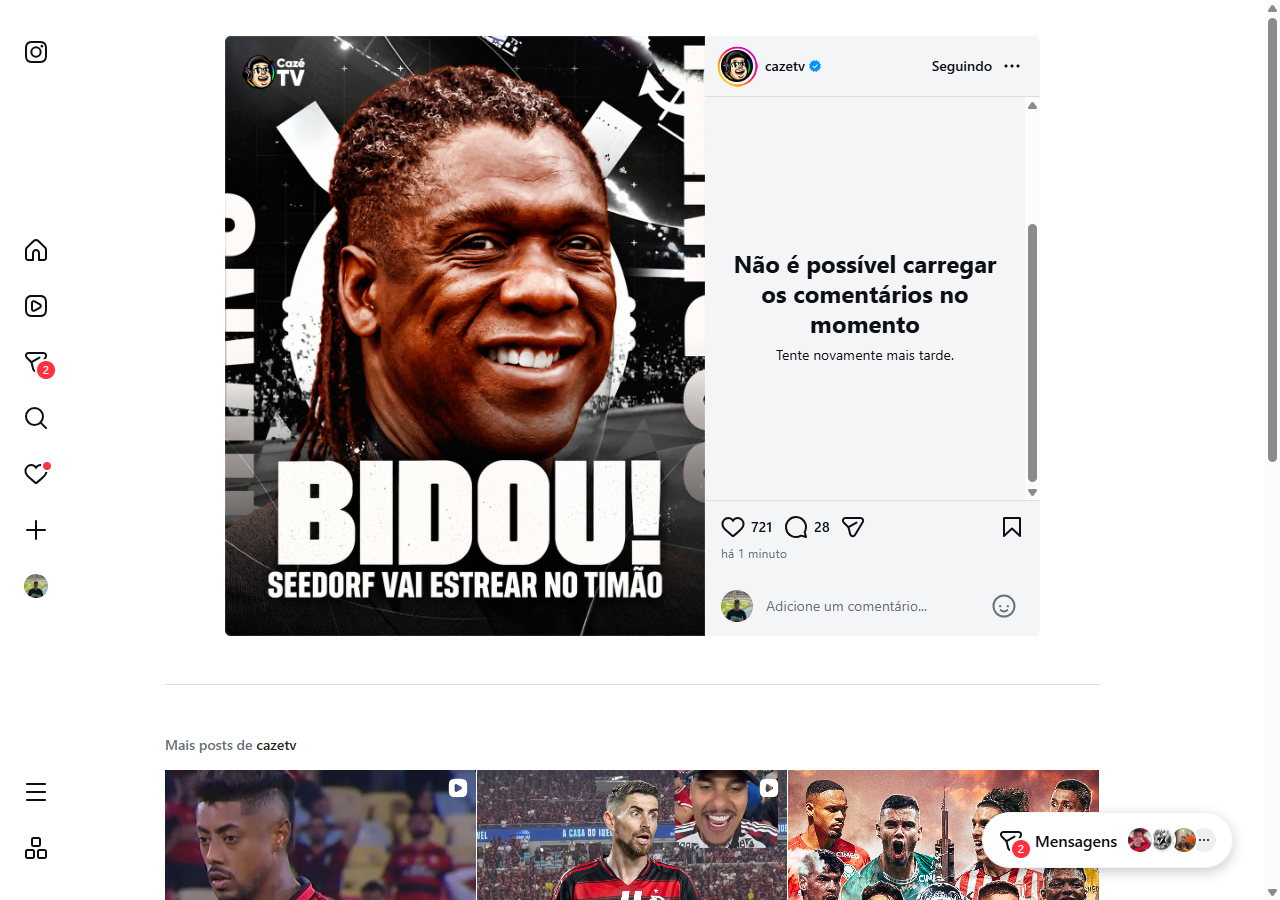 Cazé
TV
BIDOU!
SEEDORF VAI ESTREAR NO TIMÃO
cazetv
Seguindo
Não é possível carregar
os comentários no
momento
Tente novamente mais tarde.
721
28
há 1 minuto
Adicione um comentário...
2
Mais posts de cazetv
A CASA DO
2
Mensagens